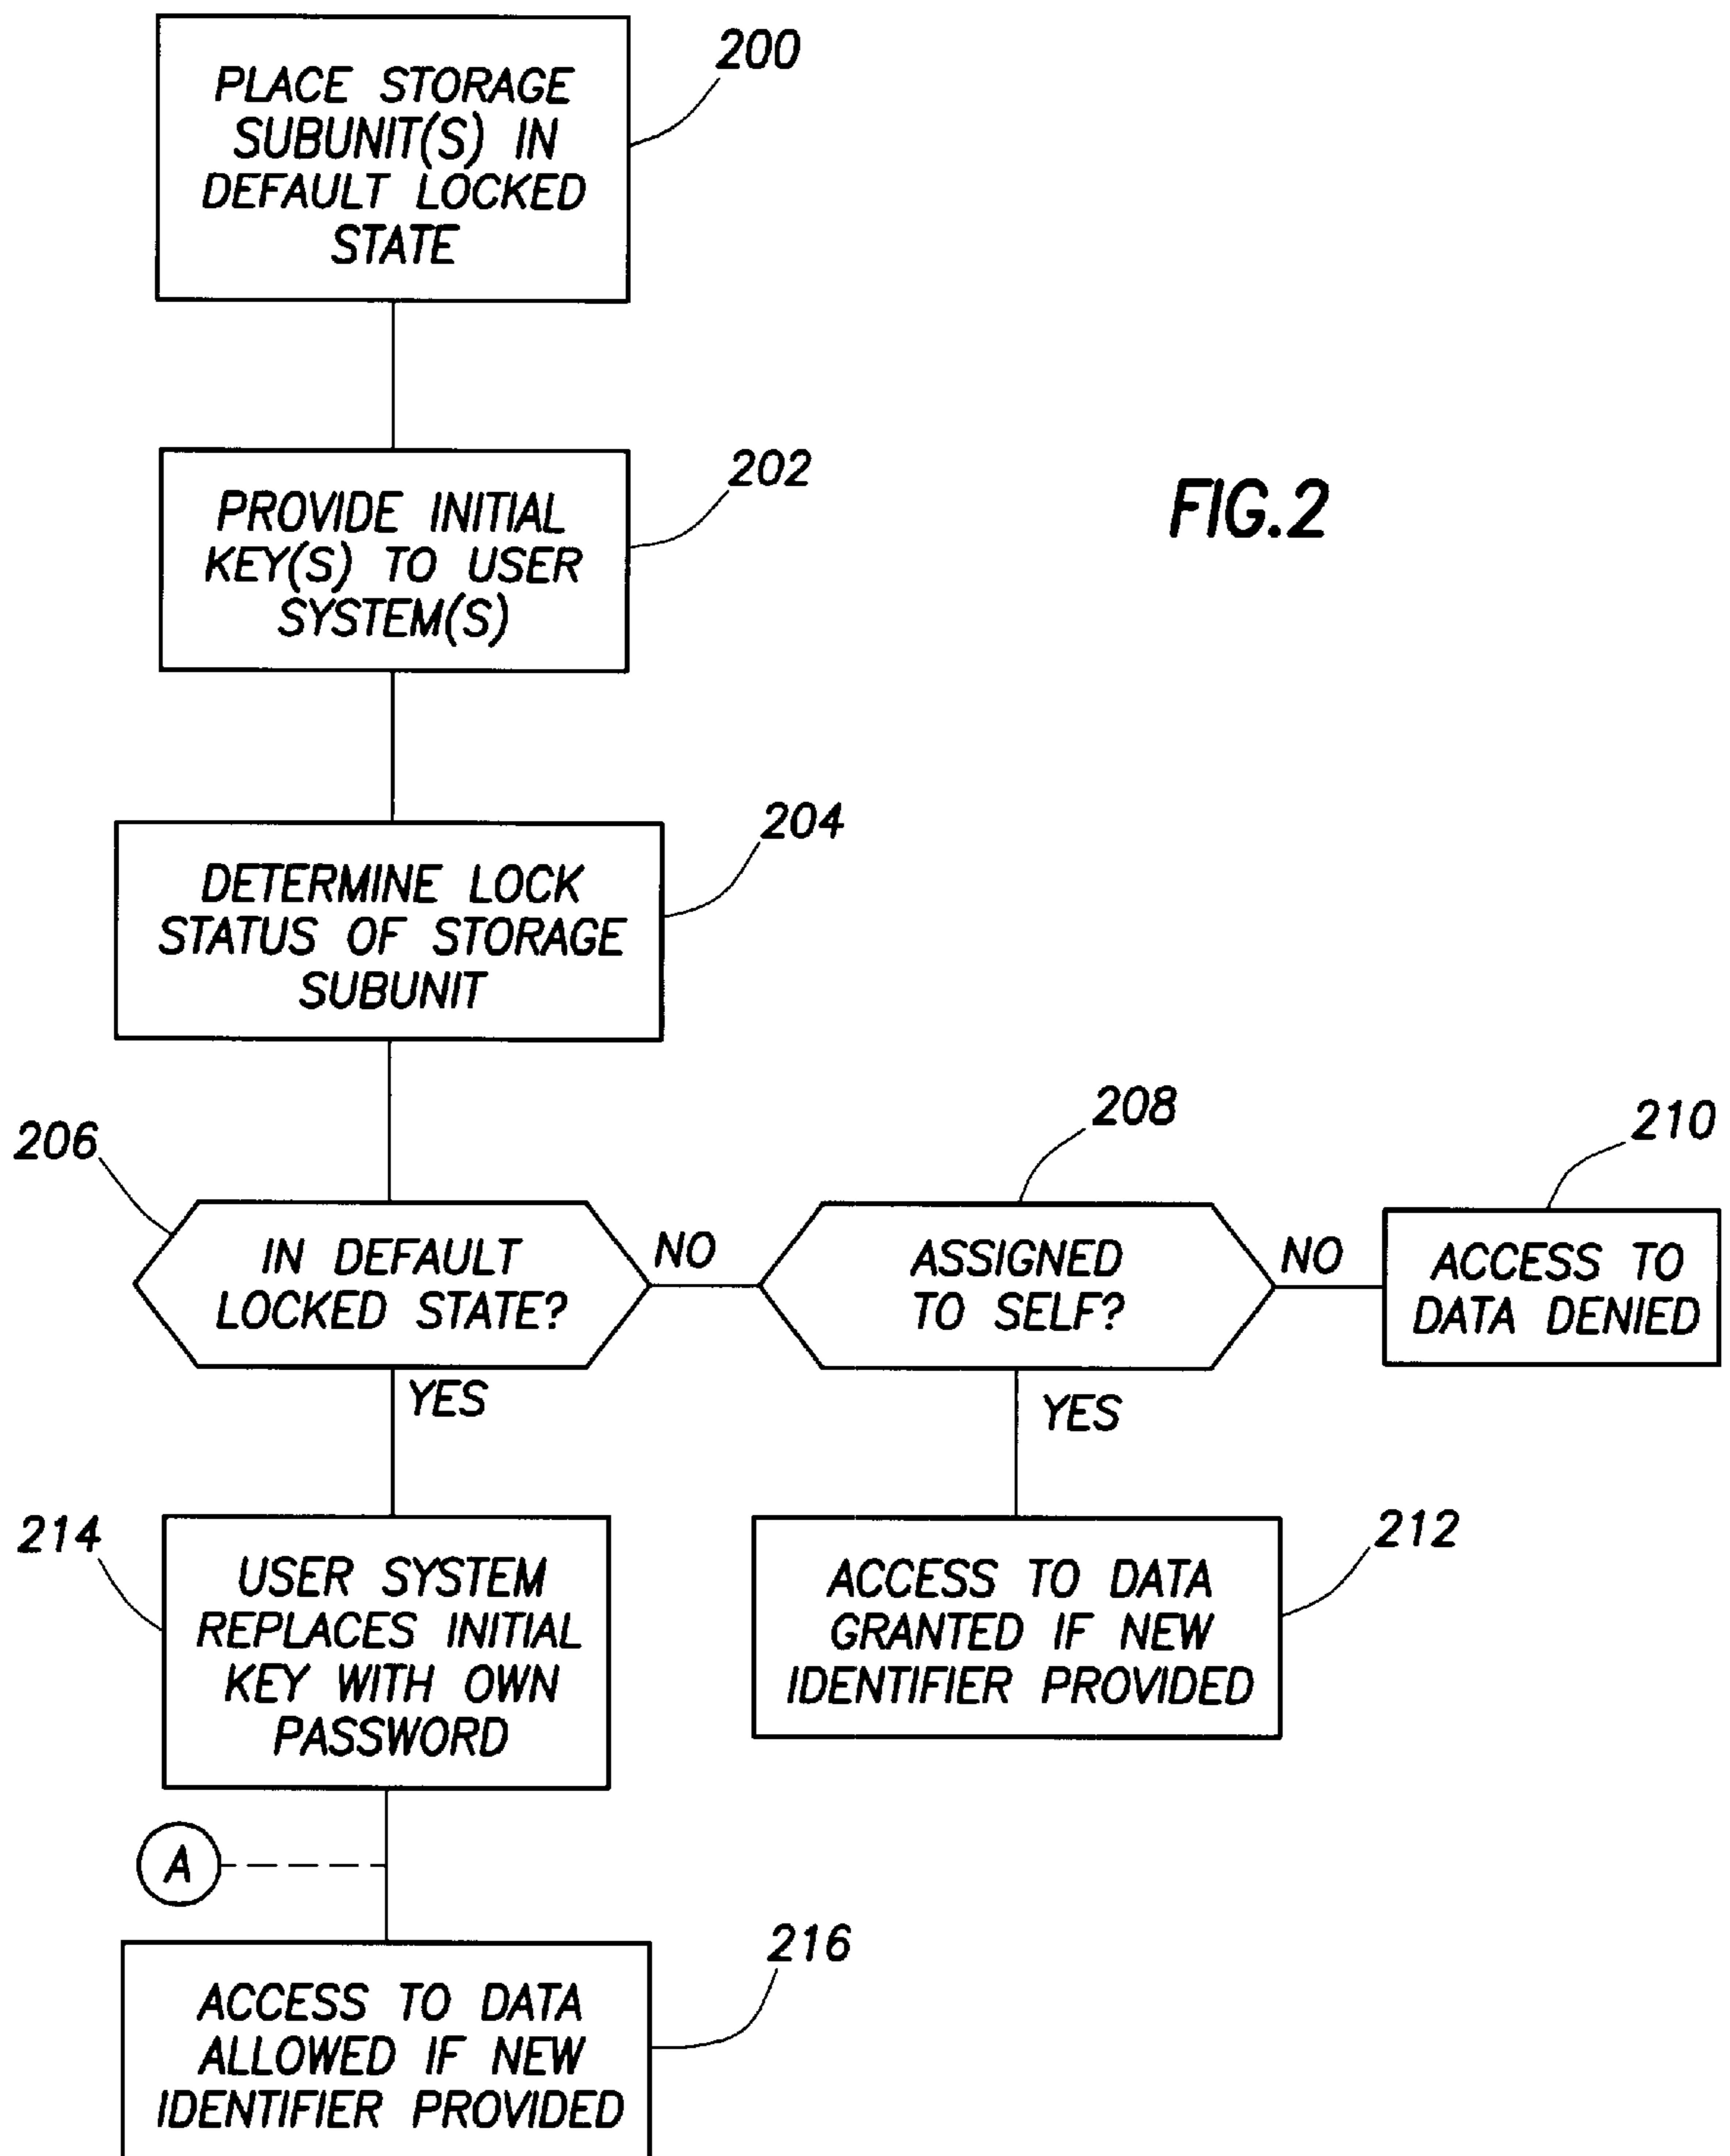 200
PLACE STORAGE
SUBUNIT(S) IN
DEFAULT LOCKED
STATE
202
PROVIDE INITIAL
KEY(S) TO USER
SYSTEM(S)
FIG.2
204
DETERMINE LOCK
STATUS OF STORAGE
SUBUNIT
206
IN DEFAULT
LOCKED STATE?
NO
YES
208
ASSIGNED
TO SELF?
NO
YES
210
ACCESS TO
DATA DENIED
214
USER SYSTEM
REPLACES INITIAL
KEY WITH OWN
PASSWORD
212
ACCESS TO DATA
GRANTED IF NEW
IDENTIFIER PROVIDED
A
216
ACCESS TO DATA
ALLOWED IF NEW
IDENTIFIER PROVIDED